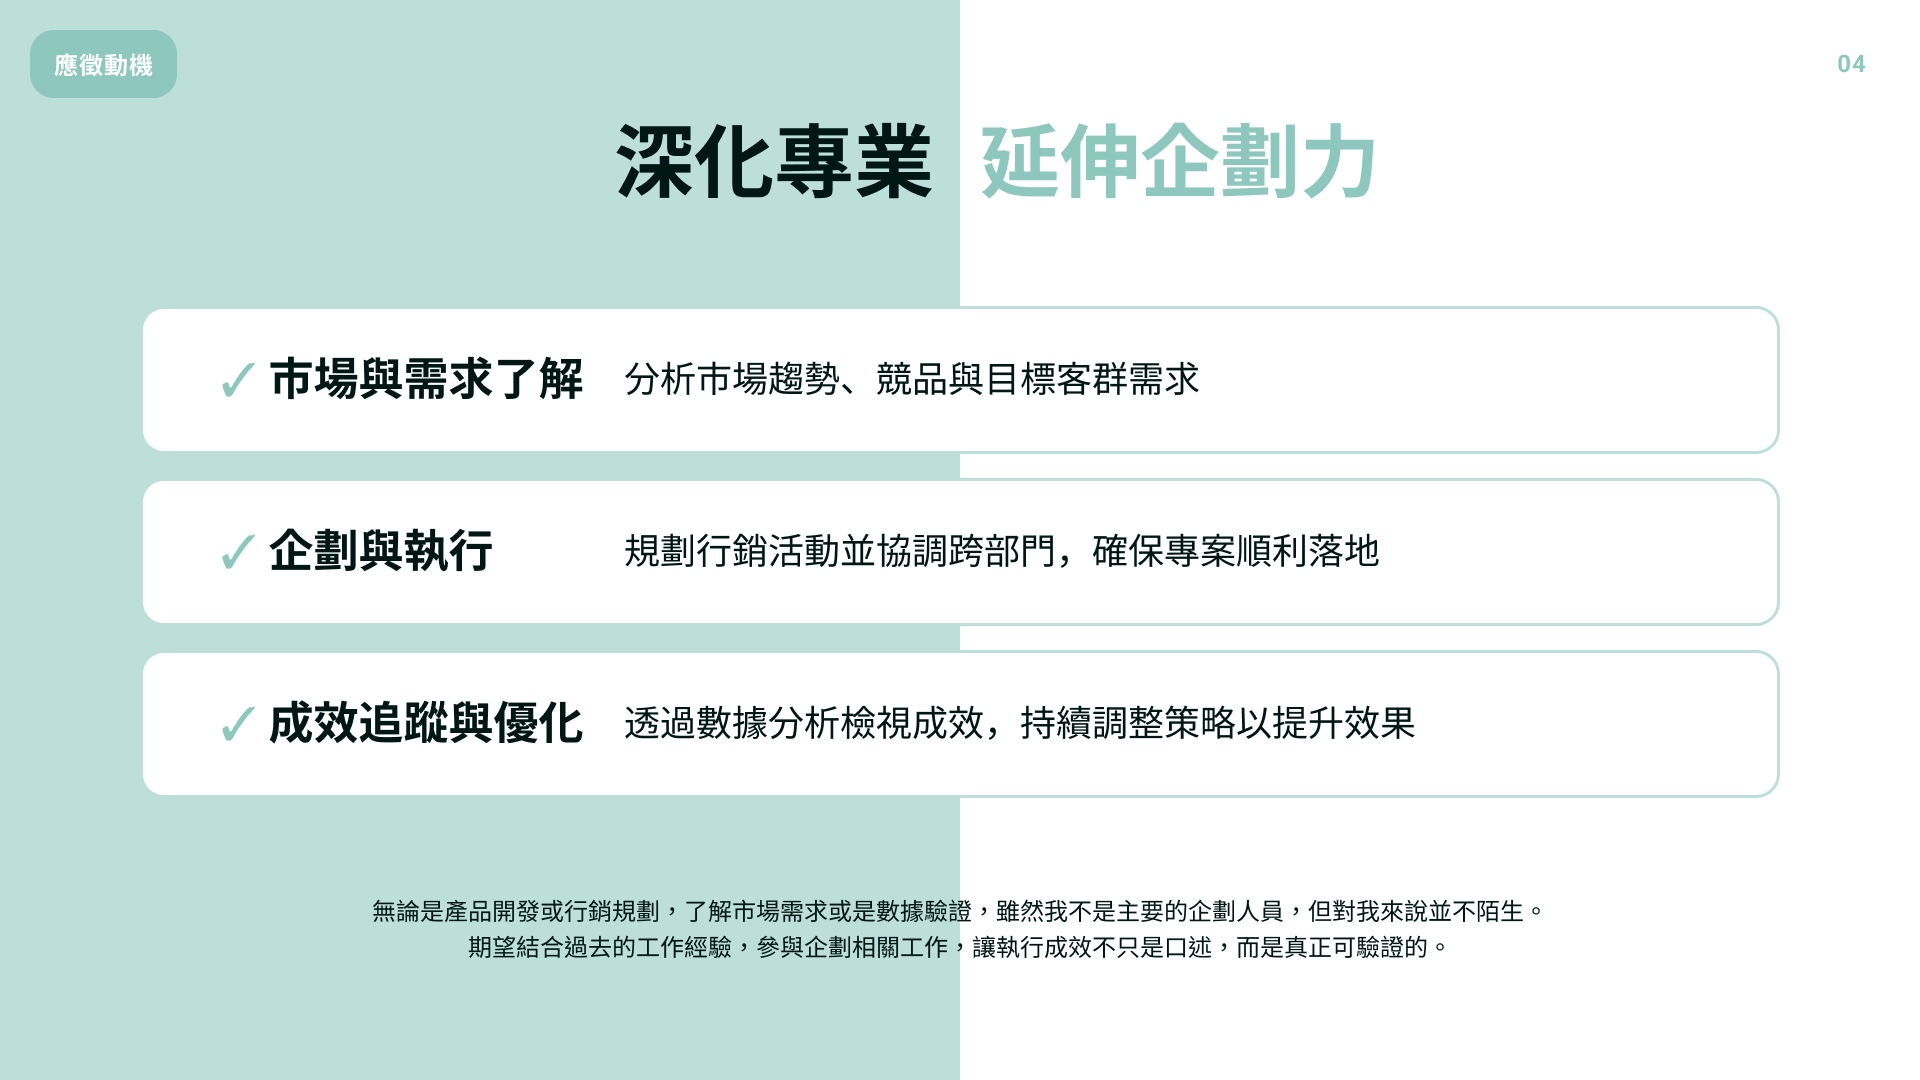 應徵動機
04
深化專業 延伸企劃力
✓ 市場與需求了解 分析市場趨勢、競品與目標客群需求
✓ 企劃與執行 規劃行銷活動並協調跨部門，確保專案順利落地
✓ 成效追蹤與優化 透過數據分析檢視成效，持續調整策略以提升效果
無論是產品開發或行銷規劃，了解市場需求或是數據驗證，雖然我不是主要的企劃人員，但對我來說並不陌生。
期望結合過去的工作經驗，參與企劃相關工作，讓執行成效不只是口述，而是真正可驗證的。